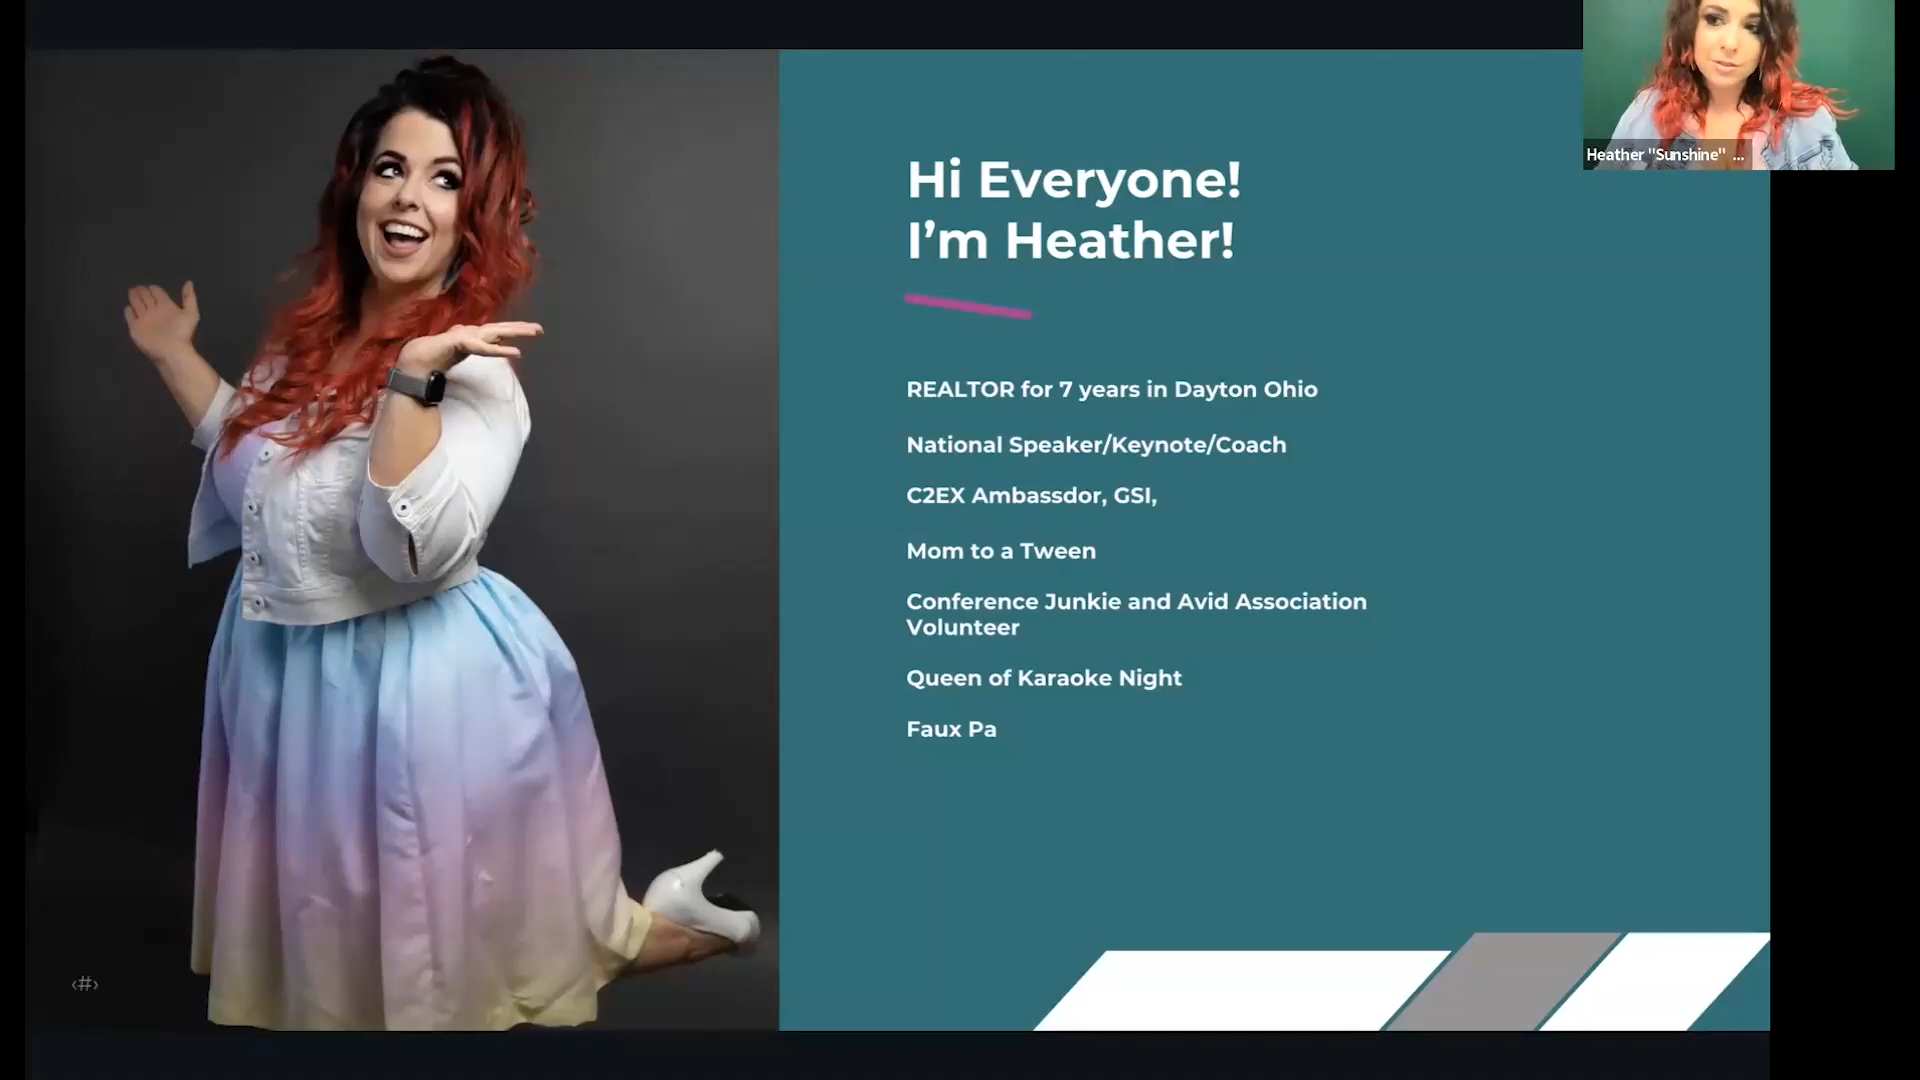 Heather "Sunshine" ...
Hi Everyone!
I’m Heather!
REALTOR for 7 years in Dayton Ohio
National Speaker/Keynote/Coach
C2EX Ambassdor, GSI,
Mom to a Tween
Conference Junkie and Avid Association
Volunteer
Queen of Karaoke Night
Faux Pa
‹#›